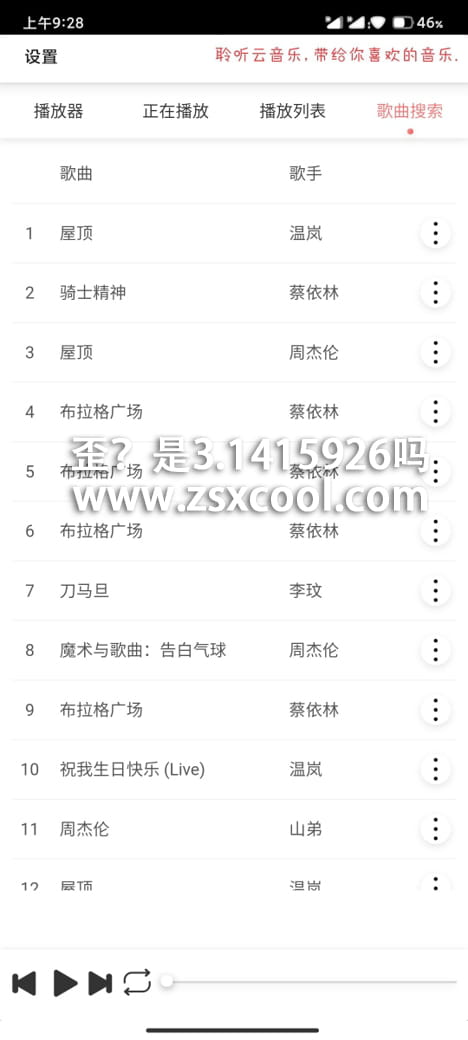 上午9:28
46%
设置
聆听云音乐,带给你喜欢的音乐.
播放器 正在播放 播放列表 歌曲搜索
歌曲 歌手
1 屋顶 温岚
2 骑士精神 蔡依林
3 屋顶 周杰伦
4 布拉格广场 蔡依林
歪？是3.1415926吗
5 布拉格广场 蔡依林
www.zsxcool.com
6 布拉格广场 蔡依林
7 刀马旦 李玟
8 魔术与歌曲：告白气球 周杰伦
9 布拉格广场 蔡依林
10 祝我生日快乐 (Live) 温岚
11 周杰伦 山弟
12 屋顶 温岚